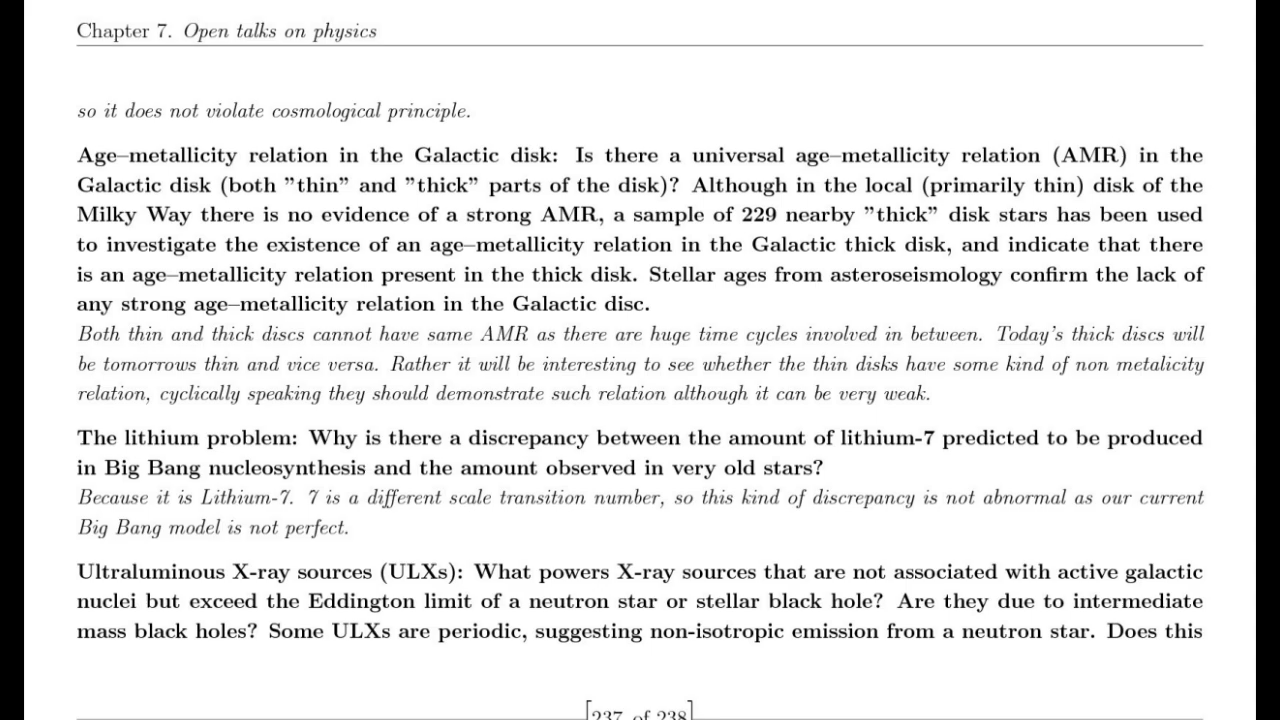 Chapter 7. Open talks on physics
so it does not violate cosmological principle.
Age–metallicity relation in the Galactic disk: Is there a universal age–metallicity relation (AMR) in the
Galactic disk (both ”thin” and ”thick” parts of the disk)? Although in the local (primarily thin) disk of the
Milky Way there is no evidence of a strong AMR, a sample of 229 nearby ”thick” disk stars has been used
to investigate the existence of an age–metallicity relation in the Galactic thick disk, and indicate that there
is an age–metallicity relation present in the thick disk. Stellar ages from asteroseismology confirm the lack of
any strong age–metallicity relation in the Galactic disc.
Both thin and thick discs cannot have same AMR as there are huge time cycles involved in between. Today's thick discs will
be tomorrows thin and vice versa. Rather it will be interesting to see whether the thin disks have some kind of non metalicity
relation, cyclically speaking they should demonstrate such relation although it can be very weak.
The lithium problem: Why is there a discrepancy between the amount of lithium-7 predicted to be produced
in Big Bang nucleosynthesis and the amount observed in very old stars?
Because it is Lithium-7. 7 is a different scale transition number, so this kind of discrepancy is not abnormal as our current
Big Bang model is not perfect.
Ultraluminous X-ray sources (ULXs): What powers X-ray sources that are not associated with active galactic
nuclei but exceed the Eddington limit of a neutron star or stellar black hole? Are they due to intermediate
mass black holes? Some ULXs are periodic, suggesting non-isotropic emission from a neutron star. Does this
[237 of 238]